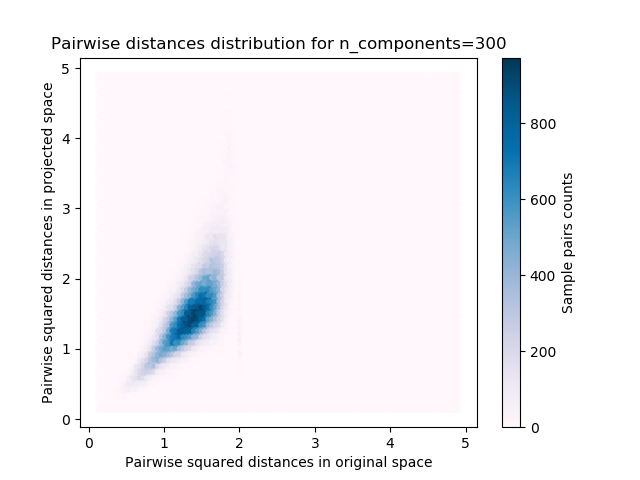 Pairwise distances distribution for n_components=300
Pairwise squared distances in projected space
5
4
3
2
1
0
0 1 2 3 4 5
Pairwise squared distances in original space
800
600
400
200
0
Sample pairs counts